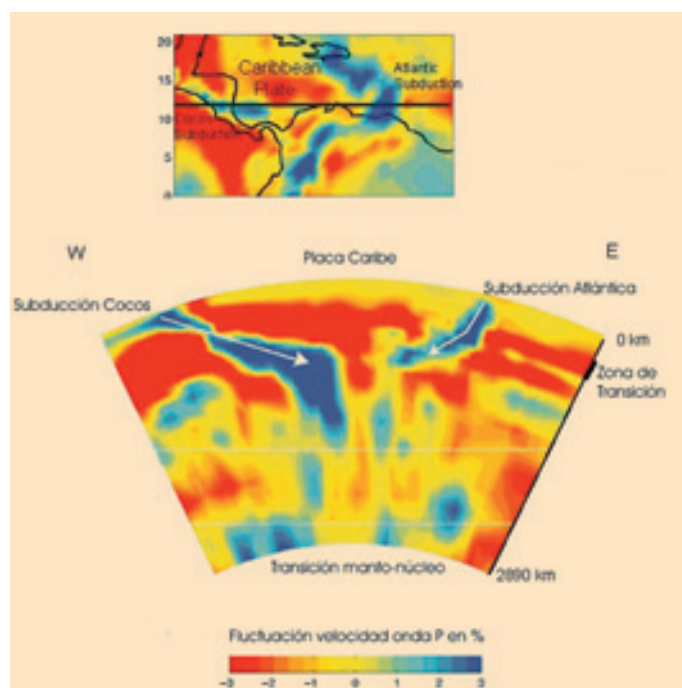 20
15
10
5
0
Caribbean
Plate
Atlantic
Subduction
Cocos
Subduction
W
E
Placa Caribe
Subducción Cocos
Subducción Atlántica
0 km
Zona de
Transición
Transición manto-núcleo
2890 km
Fluctuación velocidad onda P en %
-3 -2 -1 0 1 2 3